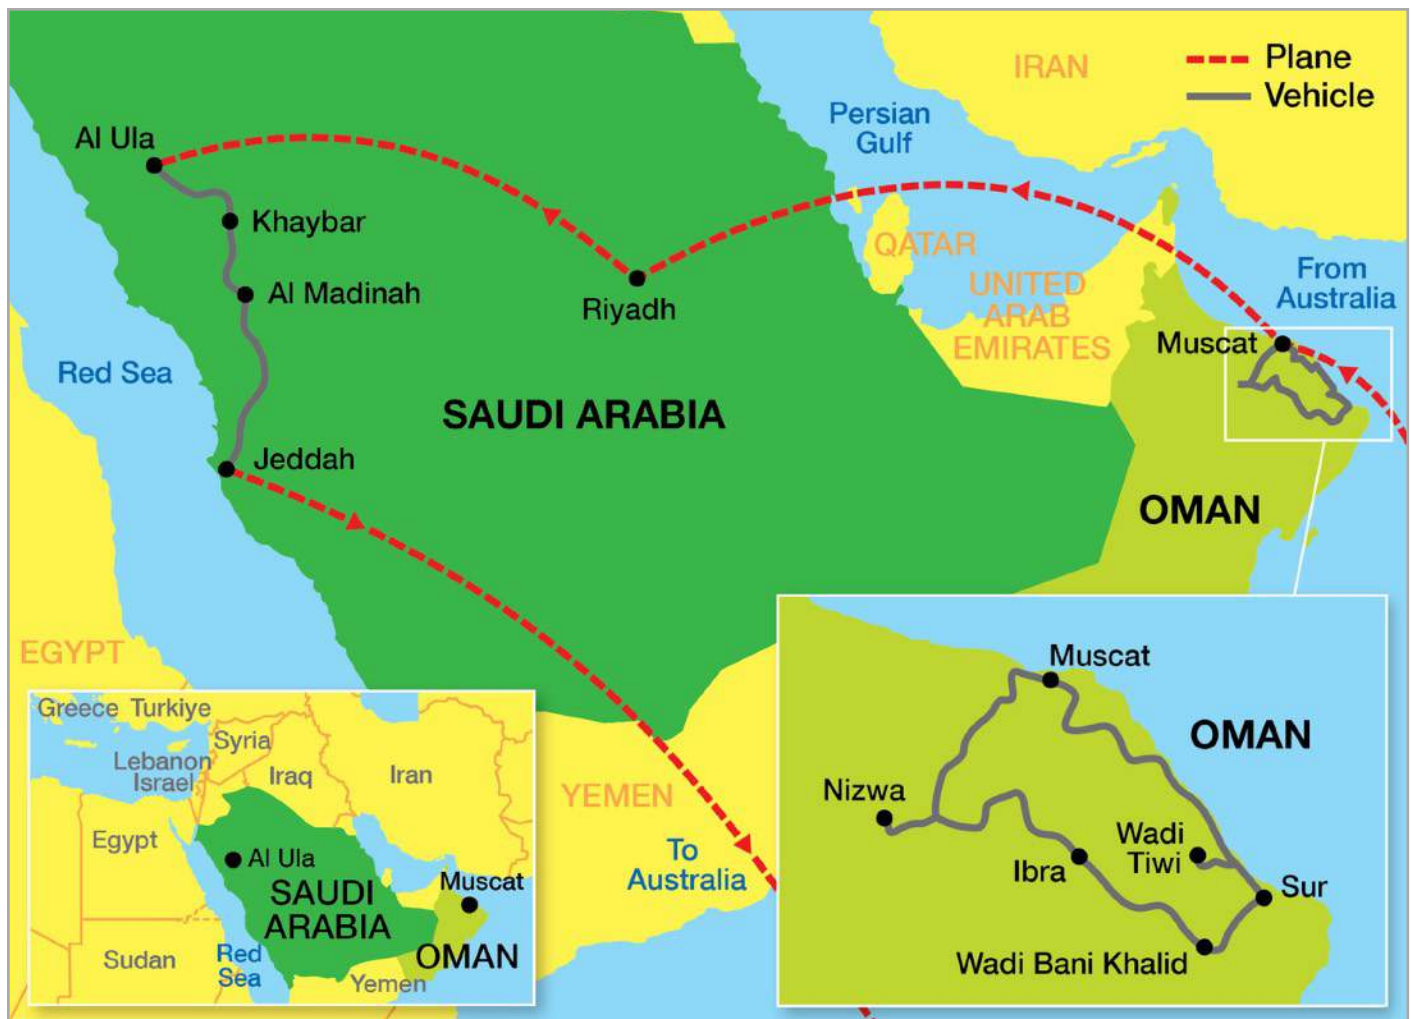 Plane
Vehicle
IRAN
Persian
Gulf
Al Ula
Khaybar
QATAR
From
Australia
UNITED
ARAB
EMIRATES
Al Madinah
Riyadh
Muscat
Red Sea
SAUDI ARABIA
Jeddah
OMAN
EGYPT
YEMEN
To
Australia
Greece
Turkiye
Syria
Lebanon
Israel
Iraq
Iran
Egypt
Al Ula
SAUDI
ARABIA
Muscat
OMAN
Red
Sea
Sudan
Yemen
Muscat
OMAN
Nizwa
Wadi
Tiwi
Ibra
Sur
Wadi Bani Khalid